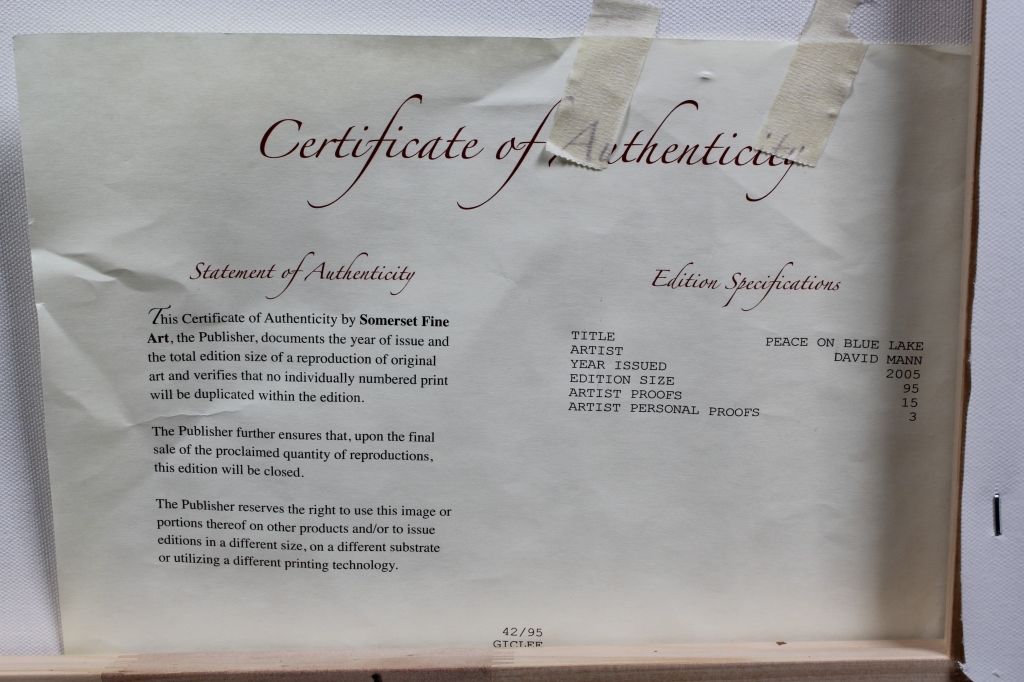 Certificate of Authenticity
Statement of Authenticity
This Certificate of Authenticity by Somerset Fine
Art, the Publisher, documents the year of issue and
the total edition size of a reproduction of original
art and verifies that no individually numbered print
will be duplicated within the edition.
The Publisher further ensures that, upon the final
sale of the proclaimed quantity of reproductions,
this edition will be closed.
The Publisher reserves the right to use this image or
portions thereof on other products and/or to issue
editions in a different size, on a different substrate
or utilizing a different printing technology.
Edition Specifications
TITLE PEACE ON BLUE LAKE
ARTIST DAVID MANN
YEAR ISSUED 2005
EDITION SIZE 95
ARTIST PROOFS 15
ARTIST PERSONAL PROOFS 3
42/95
GICLEE